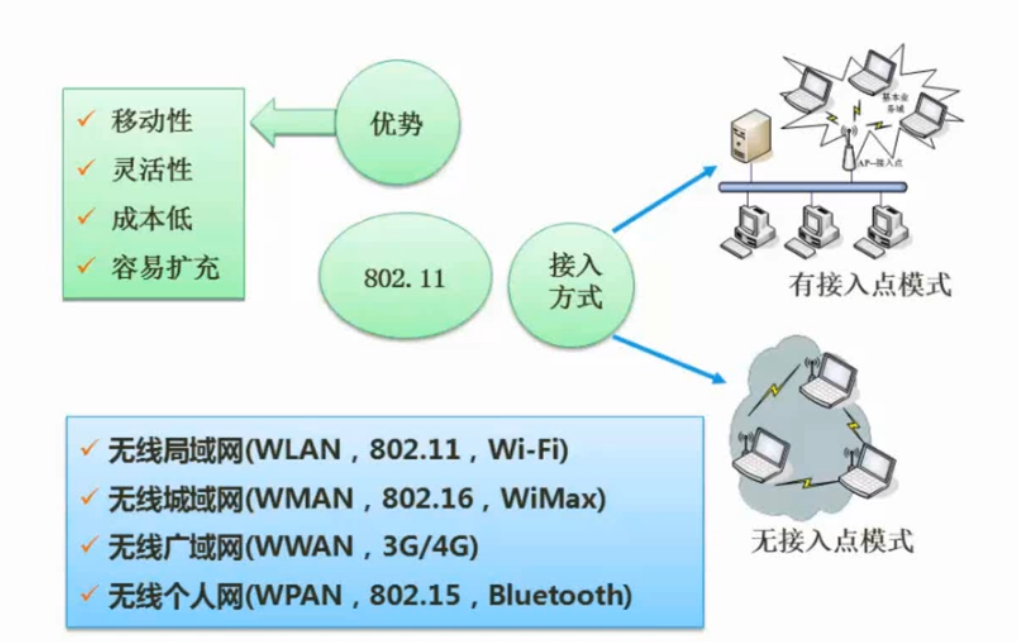 优势
移动性
灵活性
成本低
容易扩充
802.11
接入
方式
基本业
务域
AP—接入点
有接入点模式
无接入点模式
无线局域网(WLAN，802.11，Wi-Fi)
无线城域网(WMAN，802.16，WiMax)
无线广域网(WWAN，3G/4G)
无线个人网(WPAN，802.15，Bluetooth)